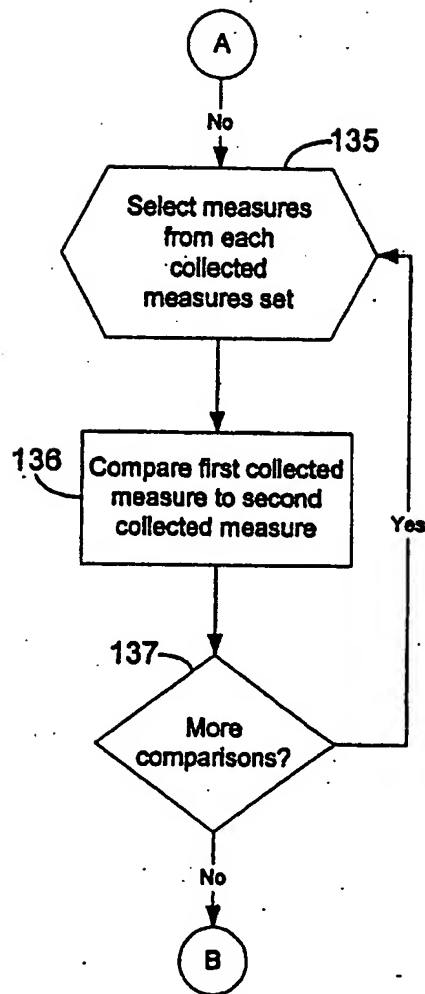 A
No
135
Select measures
from each
collected
measures set
136
Compare first collected
measure to second
collected measure
Yes
137
More
comparisons?
No
B